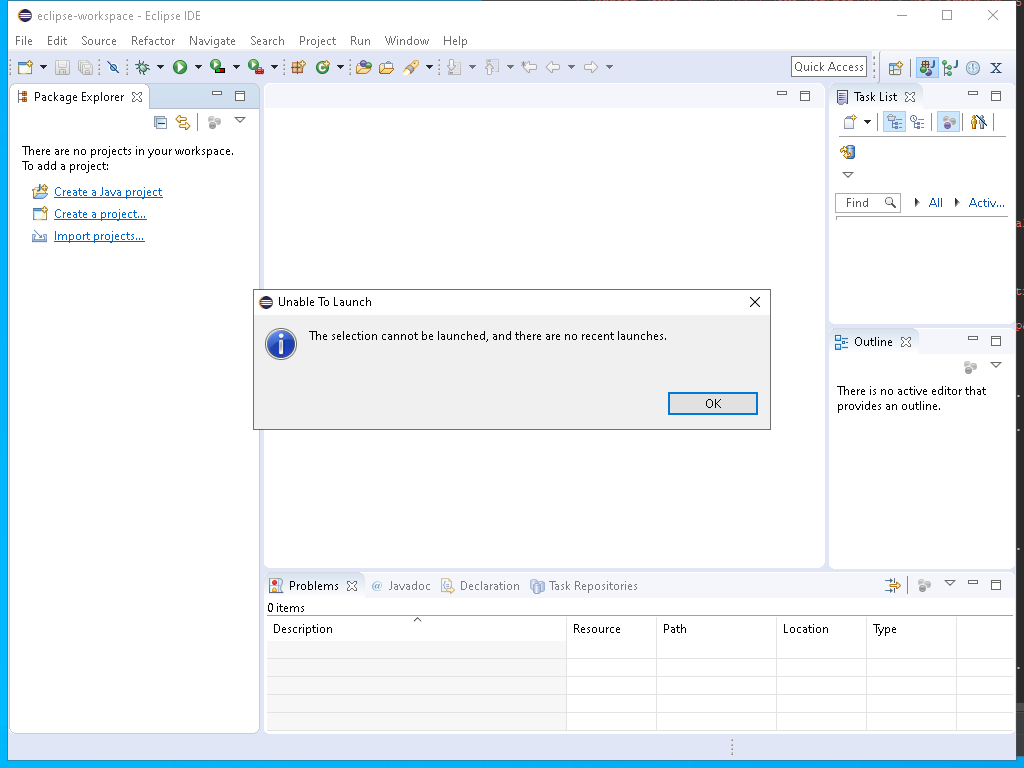 eclipse-workspace - Eclipse IDE
File Edit Source Refactor Navigate Search Project Run Window Help
Quick Access
Package Explorer
There are no projects in your workspace.
To add a project:
Create a Java project
Create a project...
Import projects...
Task List
Find All Activ...
Unable To Launch
The selection cannot be launched, and there are no recent launches.
OK
Outline
There is no active editor that
provides an outline.
Problems @ Javadoc Declaration Task Repositories
0 items
Description Resource Path Location Type